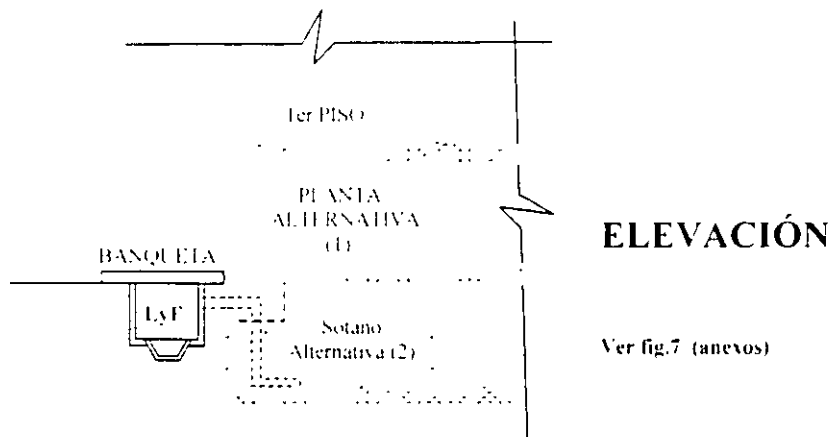 1er PISO
PLANTA
ALTERNATIVA
(1)
ELEVACIÓN
BANQUETA
LyF
Sotano
Alternativa (2)
Ver fig.7 (anexos)